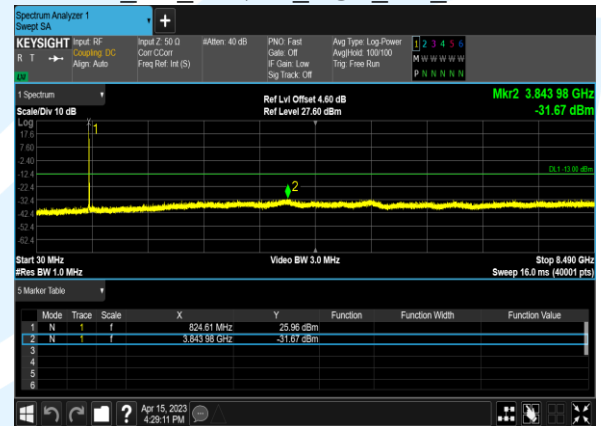 Spectrum Analyzer 1
Swept SA
+
KEYSIGHT
R T
LXI
Input: RF
Coupling: DC
Align: Auto
Input Z: 50 Ω
Corr CCorr
Freq Ref: Int (S)
#Atten: 40 dB
PNO: Fast
Gate: Off
IF Gain: Low
Sig Track: Off
Avg Type: Log-Power
Avg|Hold: 100/100
Trig: Free Run
1 2 3 4 5 6
M W W W W W
P N N N N N
1 Spectrum
Scale/Div 10 dB
Ref Lvl Offset 4.60 dB
Ref Level 27.60 dBm
Mkr2 3.843 98 GHz
-31.67 dBm
Log
17.6
7.60
-2.40
-12.4
-22.4
-32.4
-42.4
-52.4
-62.4
1
2
DL1 -13.00 dBm
Start 30 MHz
#Res BW 1.0 MHz
Video BW 3.0 MHz
Stop 8.490 GHz
Sweep 16.0 ms (40001 pts)
5 Marker Table
Mode Trace Scale X Y Function Function Width Function Value
1 N 1 f 824.61 MHz 25.96 dBm
2 N 1 f 3.843 98 GHz -31.67 dBm
3
4
5
6
?
Apr 15, 2023
4:29:11 PM